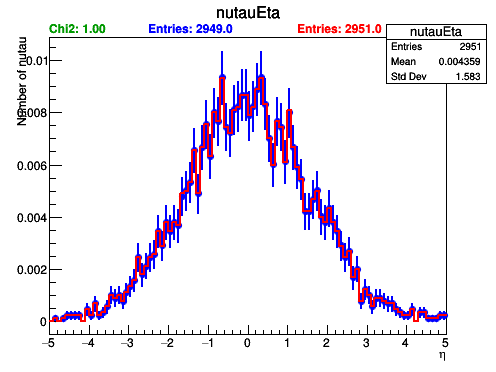 nutauEta
Chi2: 1.00 Entries: 2949.0 Entries: 2951.0
nutauEta
Entries 2951
Mean 0.004359
Std Dev 1.583
Number of nutau
0.01
0.008
0.006
0.004
0.002
0
−5 −4 −3 −2 −1 0 1 2 3 4 5
η